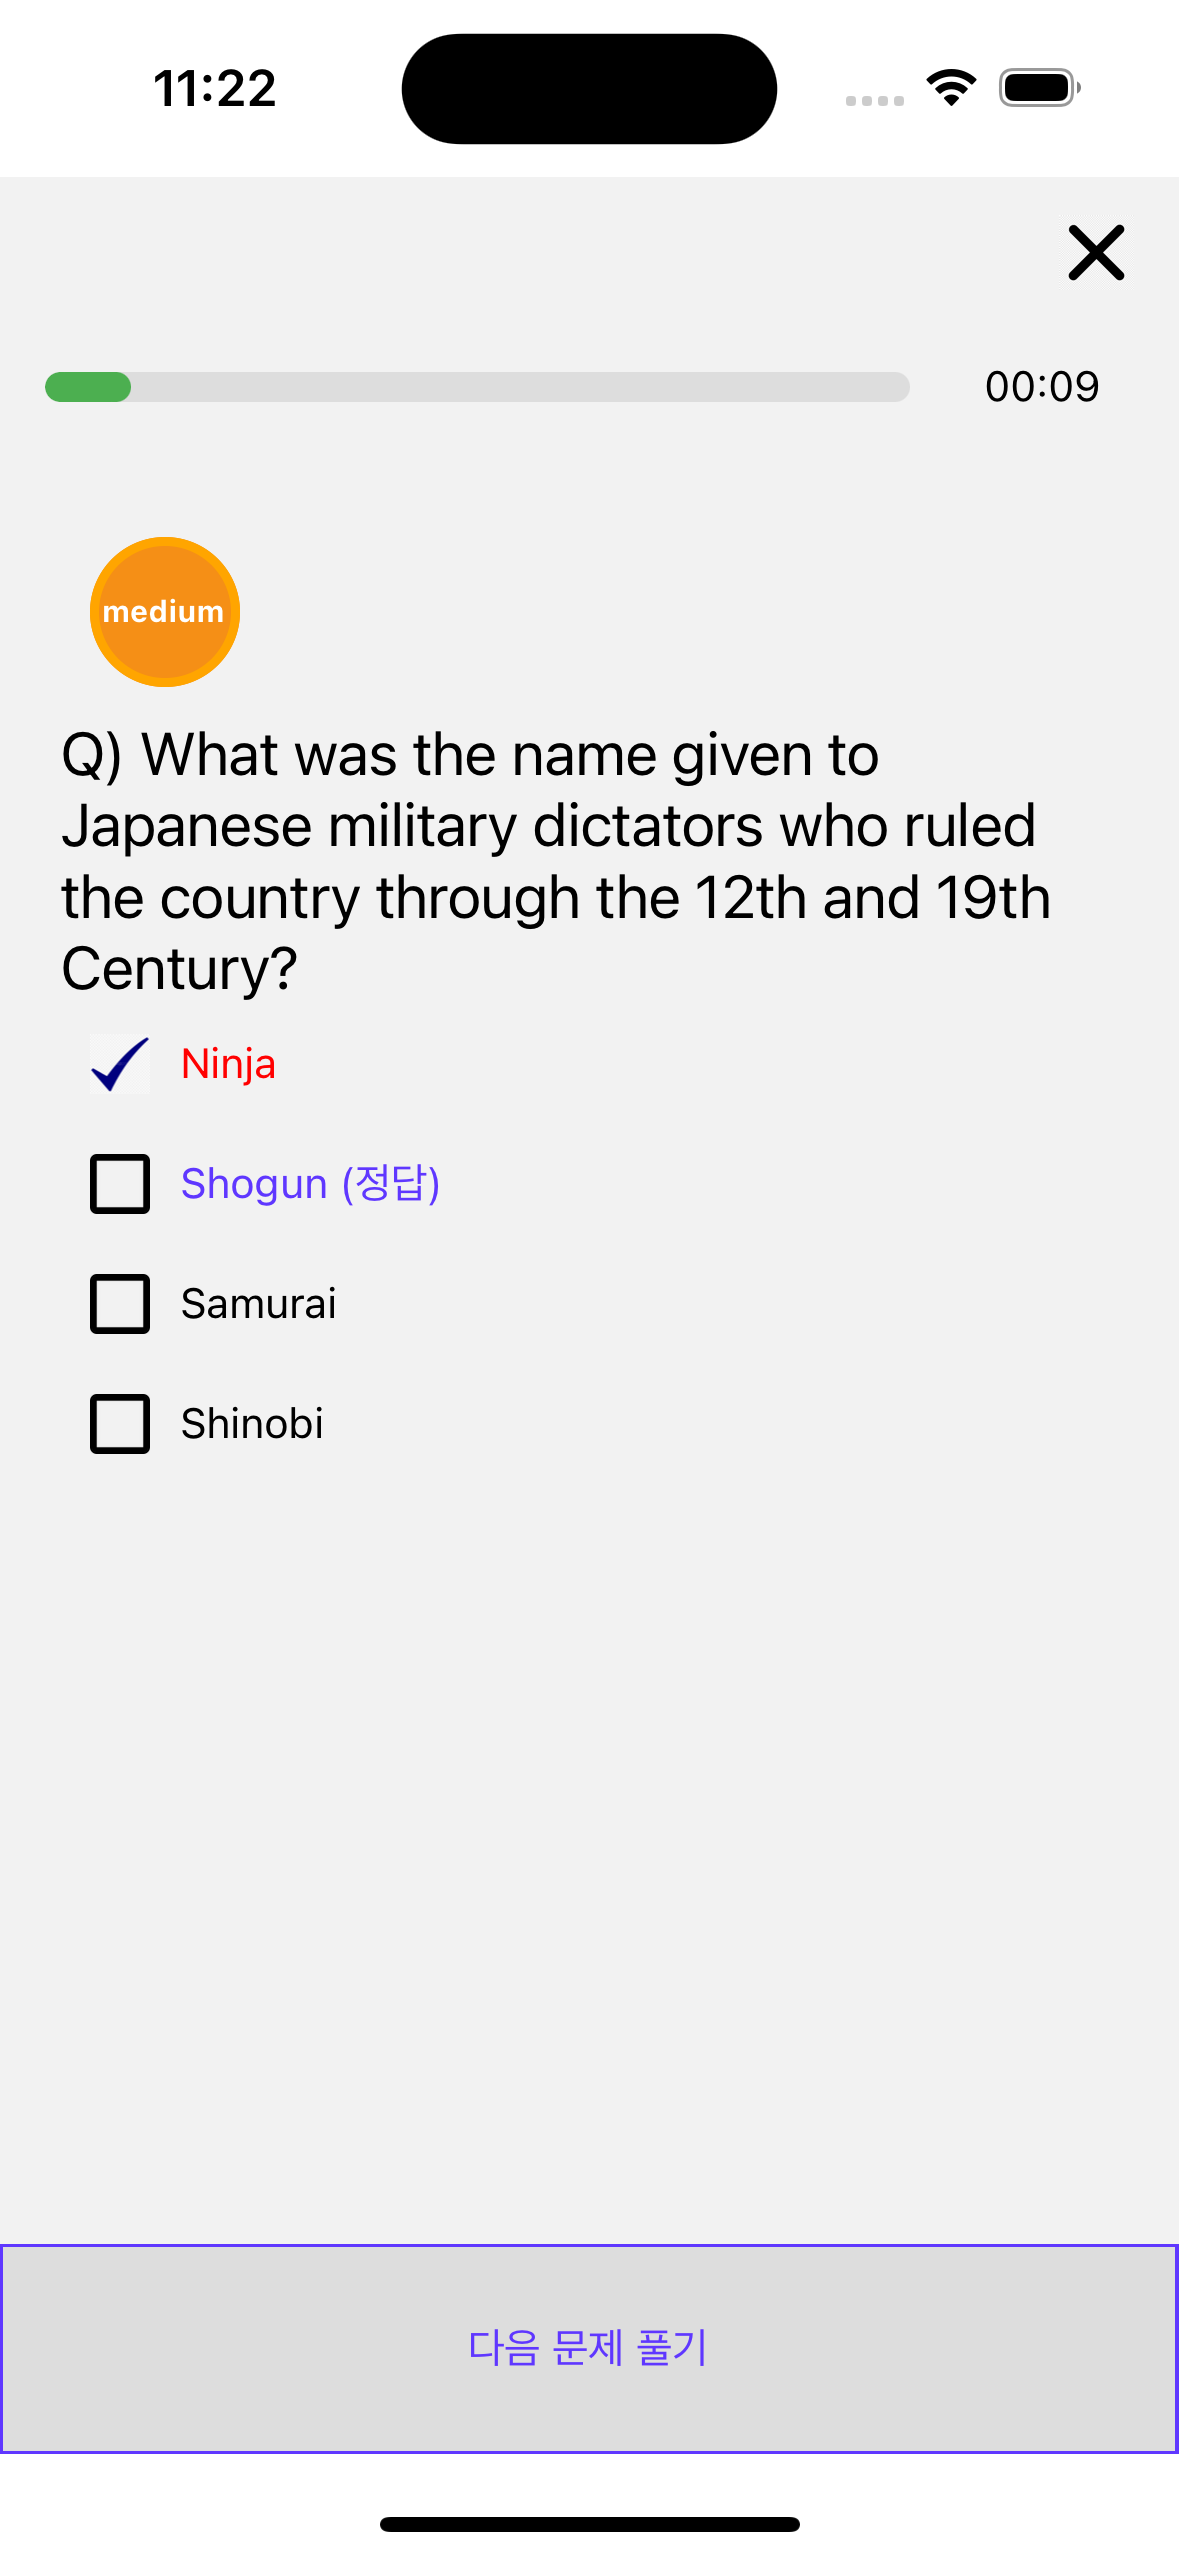 11:22
00:09
medium
Q) What was the name given to
Japanese military dictators who ruled
the country through the 12th and 19th
Century?
Ninja
Shogun (정답)
Samurai
Shinobi
다음 문제 풀기